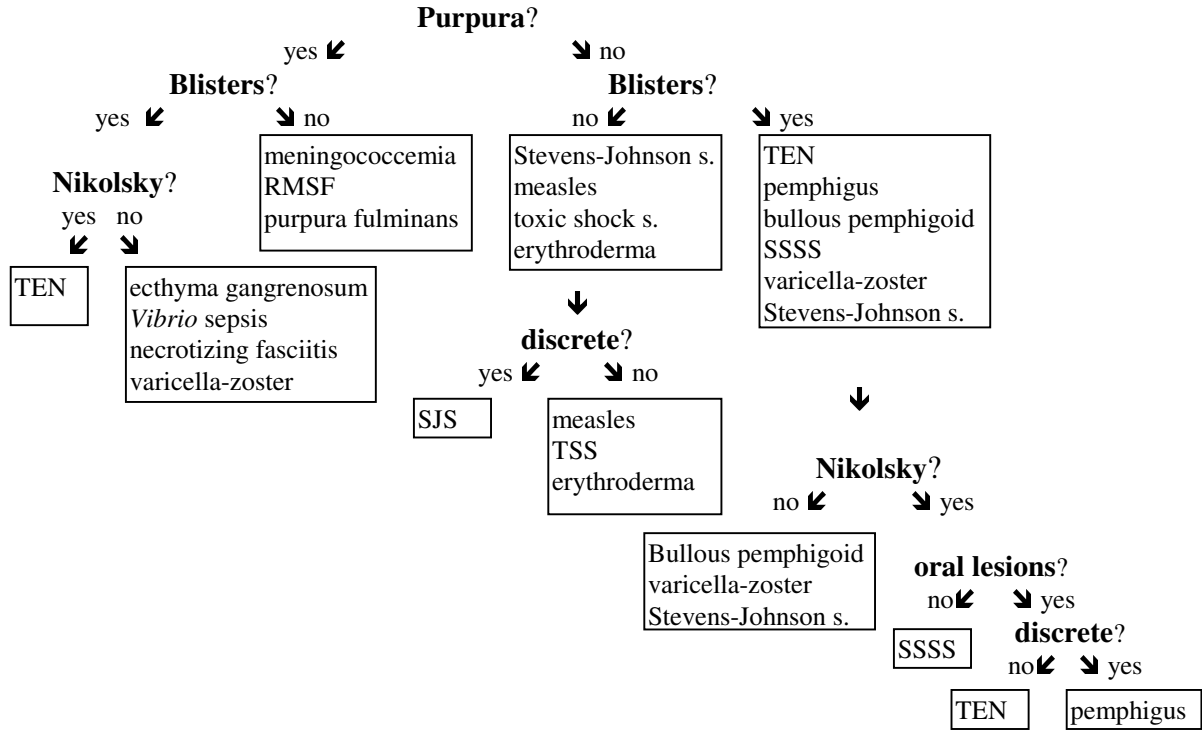 Purpura?
yes no
Blisters? Blisters?
yes no no yes
meningococcemia
RMSF
purpura fulminans
Stevens-Johnson s.
measles
toxic shock s.
erythroderma
TEN
pemphigus
bullous pemphigoid
SSSS
varicella-zoster
Stevens-Johnson s.
Nikolsky?
yes no
TEN
ecthyma gangrenosum
Vibrio sepsis
necrotizing fasciitis
varicella-zoster
discrete?
yes no
SJS
measles
TSS
erythroderma
Nikolsky?
no yes
Bullous pemphigoid
varicella-zoster
Stevens-Johnson s.
oral lesions?
no yes
SSSS
discrete?
no yes
TEN
pemphigus